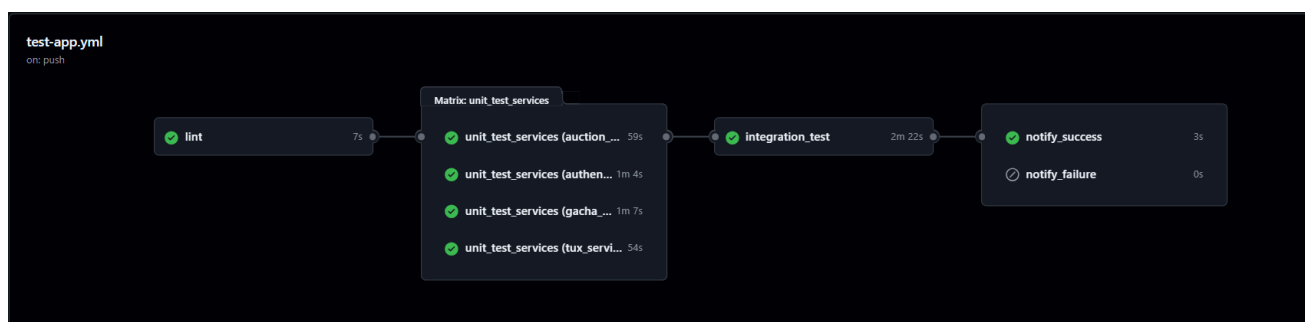 test-app.yml
on: push
Matrix: unit_test_services
lint 7s
unit_test_services (auction_... 59s
unit_test_services (authen... 1m 4s
unit_test_services (gacha_... 1m 7s
unit_test_services (tux_servi... 54s
integration_test 2m 22s
notify_success 3s
notify_failure 0s